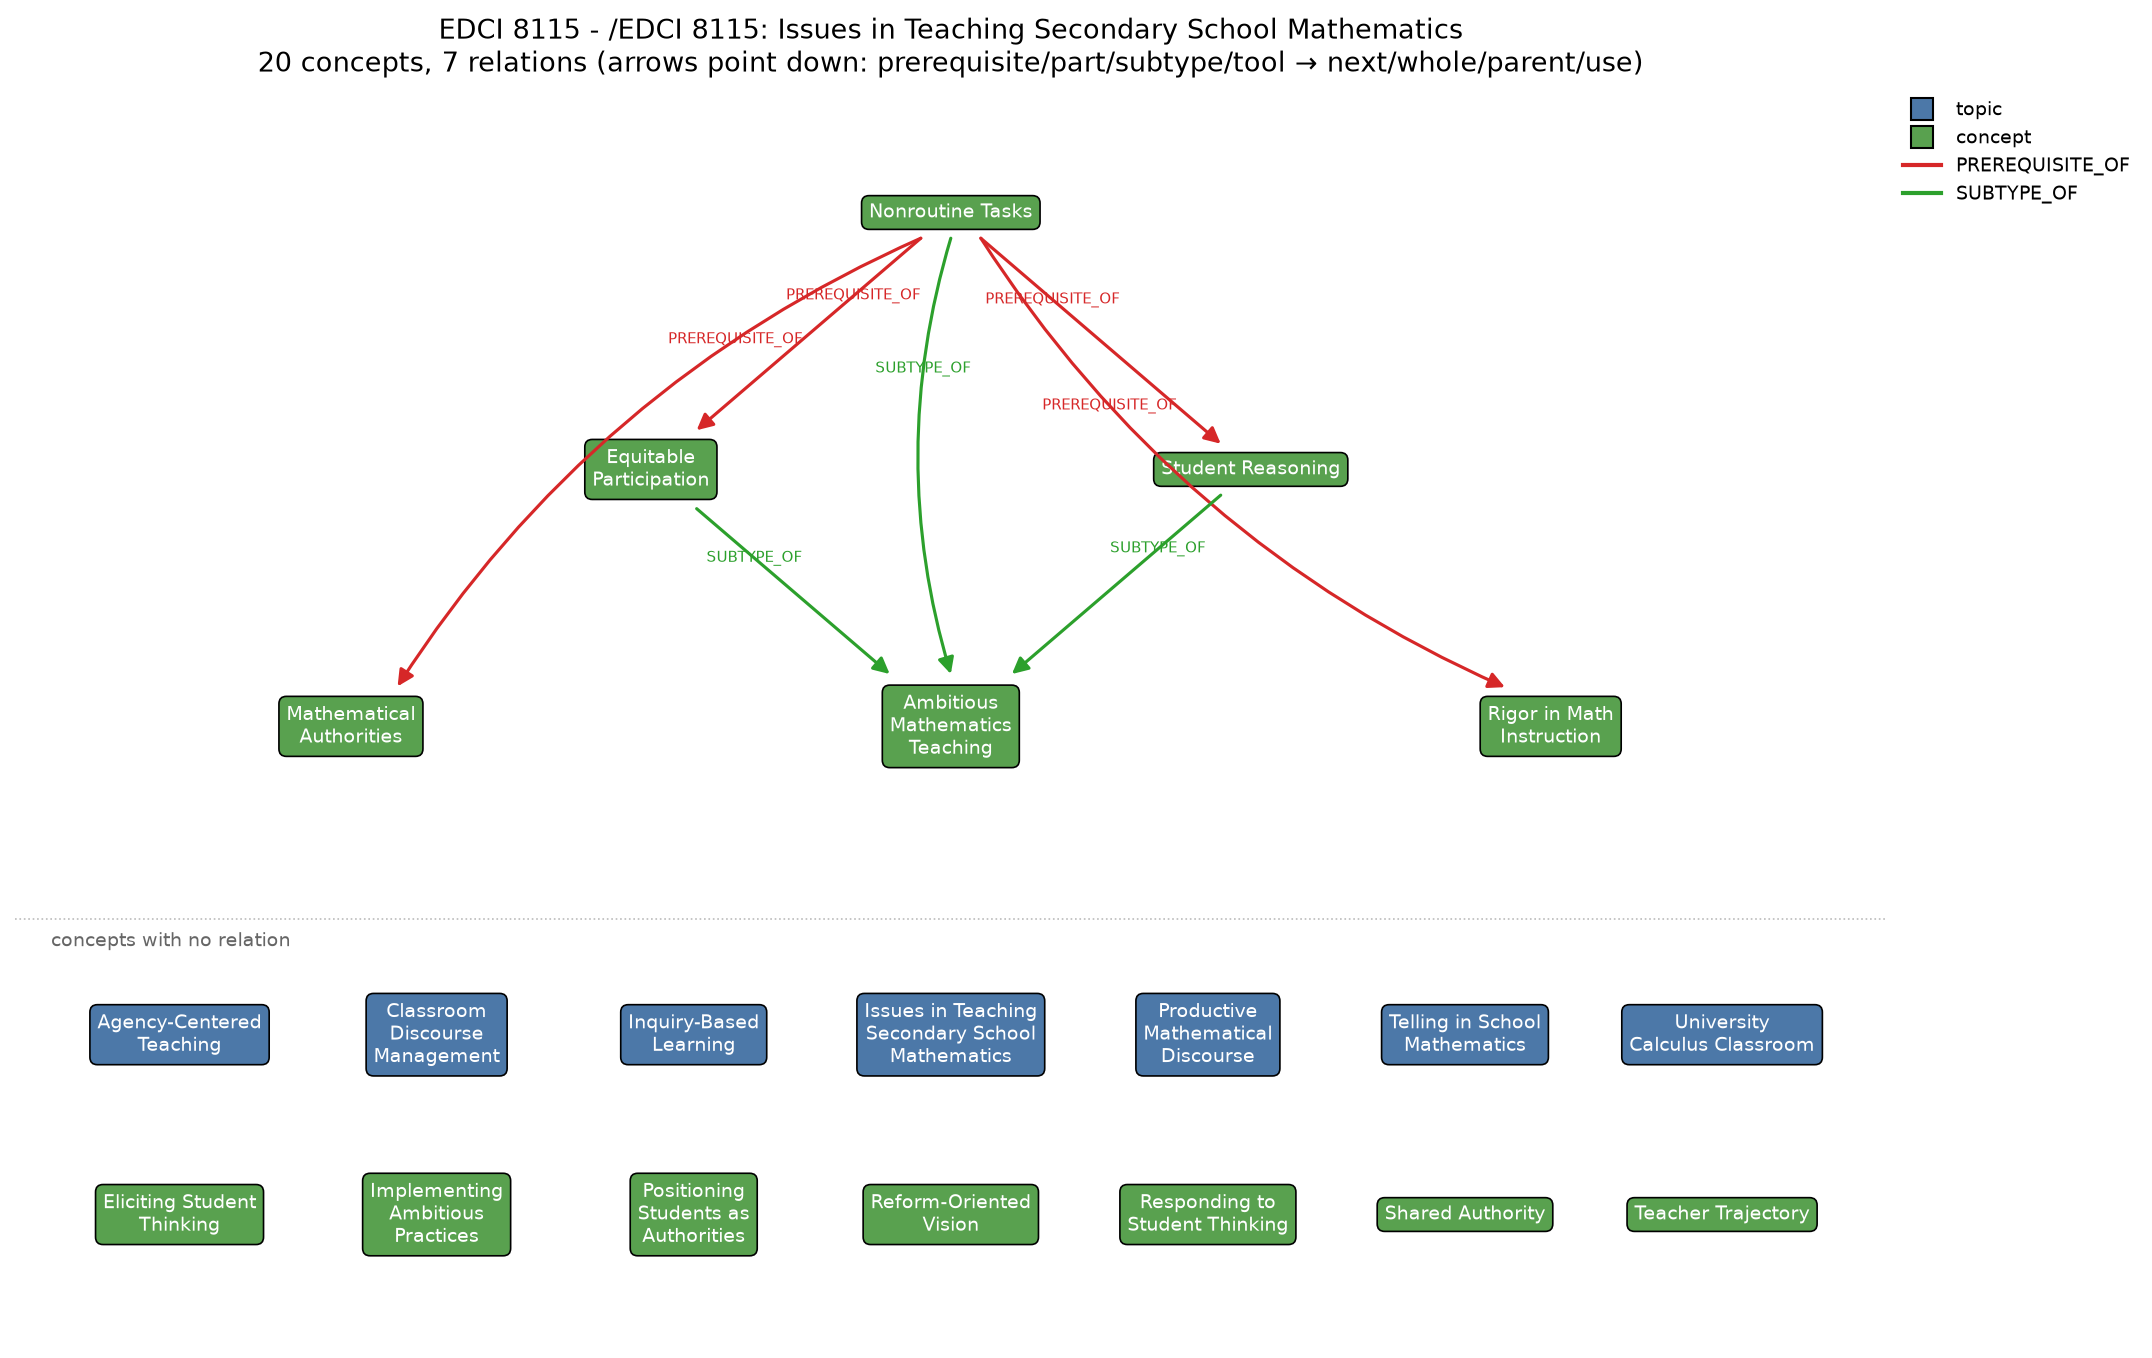 EDCI 8115 - /EDCI 8115: Issues in Teaching Secondary School Mathematics
20 concepts, 7 relations (arrows point down: prerequisite/part/subtype/tool → next/whole/parent/use)
topic
concept
PREREQUISITE_OF
SUBTYPE_OF
Nonroutine Tasks
PREREQUISITE_OF
PREREQUISITE_OF
PREREQUISITE_OF
SUBTYPE_OF
PREREQUISITE_OF
Equitable
Participation
Student Reasoning
SUBTYPE_OF
SUBTYPE_OF
Mathematical
Authorities
Ambitious
Mathematics
Teaching
Rigor in Math
Instruction
concepts with no relation
Agency-Centered
Teaching
Classroom
Discourse
Management
Inquiry-Based
Learning
Issues in Teaching
Secondary School
Mathematics
Productive
Mathematical
Discourse
Telling in School
Mathematics
University
Calculus Classroom
Eliciting Student
Thinking
Implementing
Ambitious
Practices
Positioning
Students as
Authorities
Reform-Oriented
Vision
Responding to
Student Thinking
Shared Authority
Teacher Trajectory